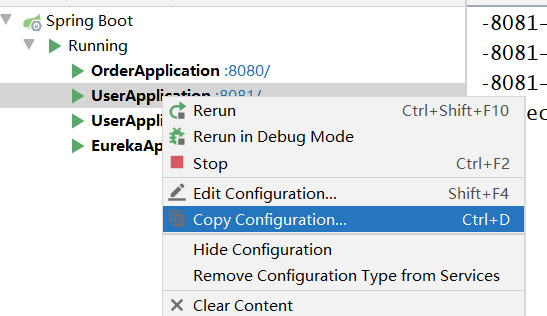 Spring Boot
-8081-
Running
-8081-
OrderApplication :8080/
-8081-
UserApplication :8081/
UserAppli
EurekaAp
Rerun Ctrl+Shift+F10
Rerun in Debug Mode
Stop Ctrl+F2
Edit Configuration... Shift+F4
Copy Configuration... Ctrl+D
Hide Configuration
Remove Configuration Type from Services
Clear Content